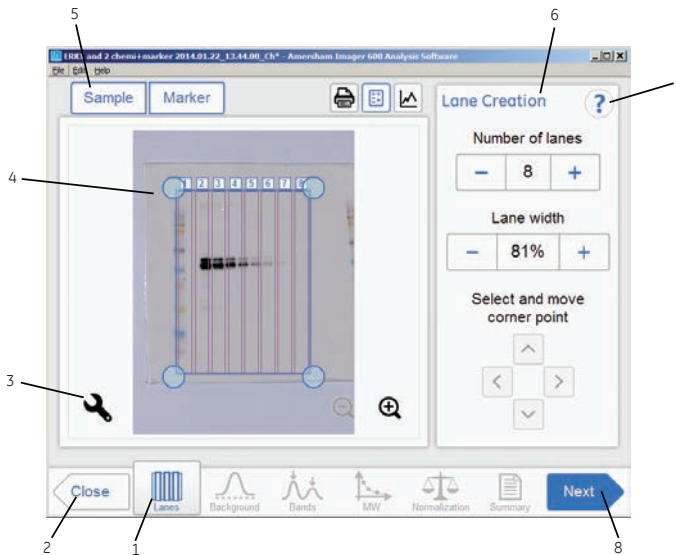 5
6
ERK1 and 2 chemi+marker 2014.01.22_13.44.00_Ch* - Amersham Imager 600 Analysis Software
File Edit Help
Sample Marker
Lane Creation ?
Number of lanes
4
1 2 3 4 5 6 7 8
− 8 +
Lane width
− 81% +
Select and move
corner point
3
Close
Lanes
Background
Bands
MW
Normalization
Summary
Next
2
1
8